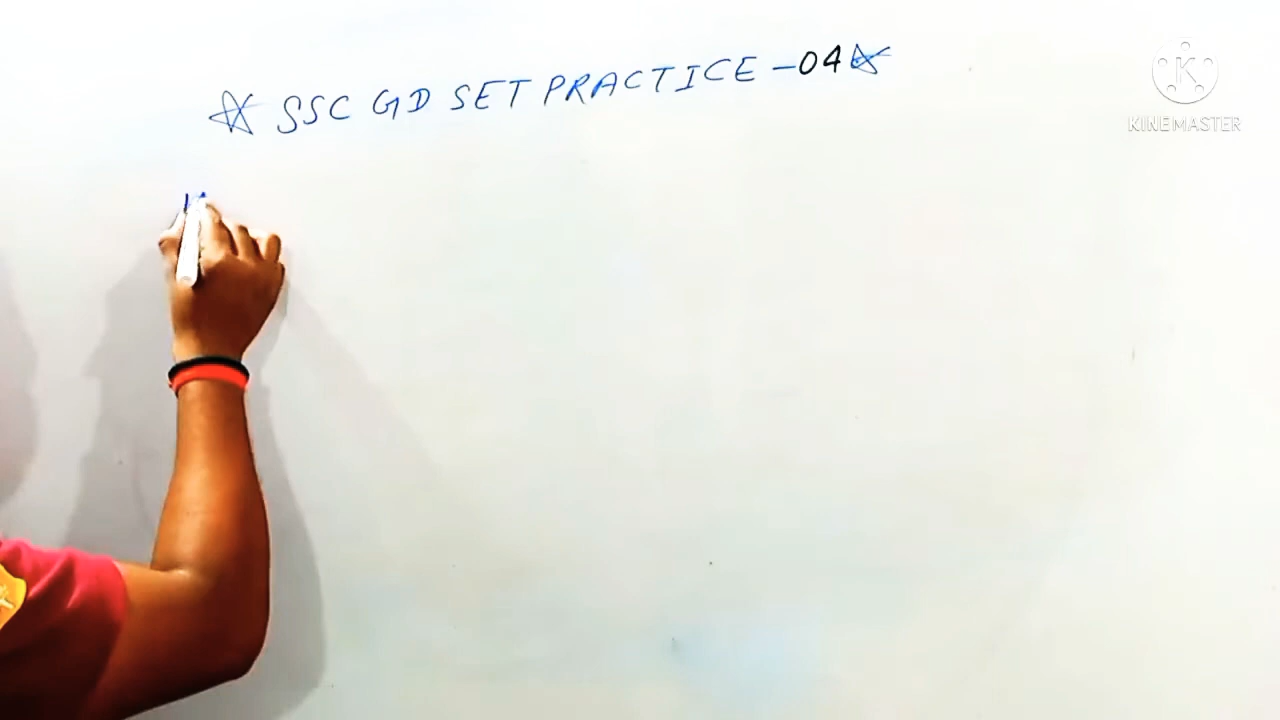 ☆ SSC GD SET PRACTICE -04 ☆
K
KINEMASTER